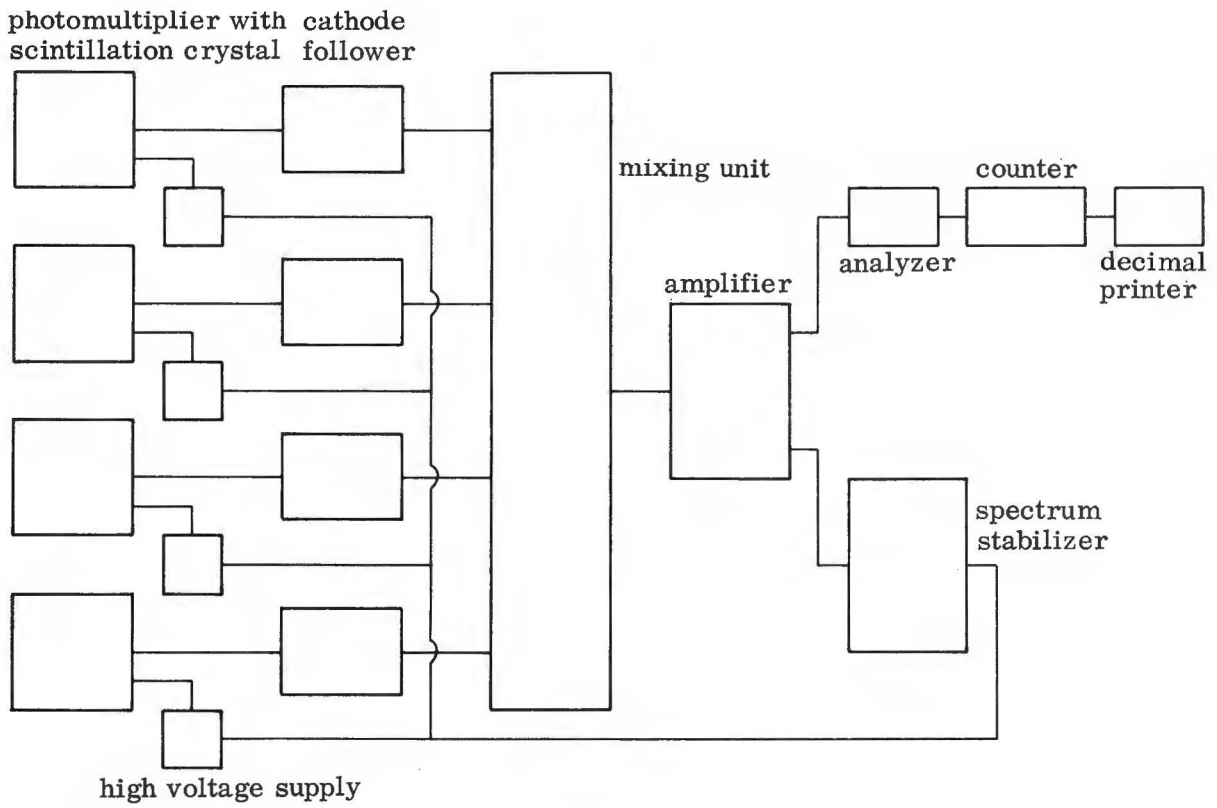 photomultiplier with
scintillation crystal
cathode
follower
mixing unit
counter
analyzer
decimal
printer
amplifier
spectrum
stabilizer
high voltage supply